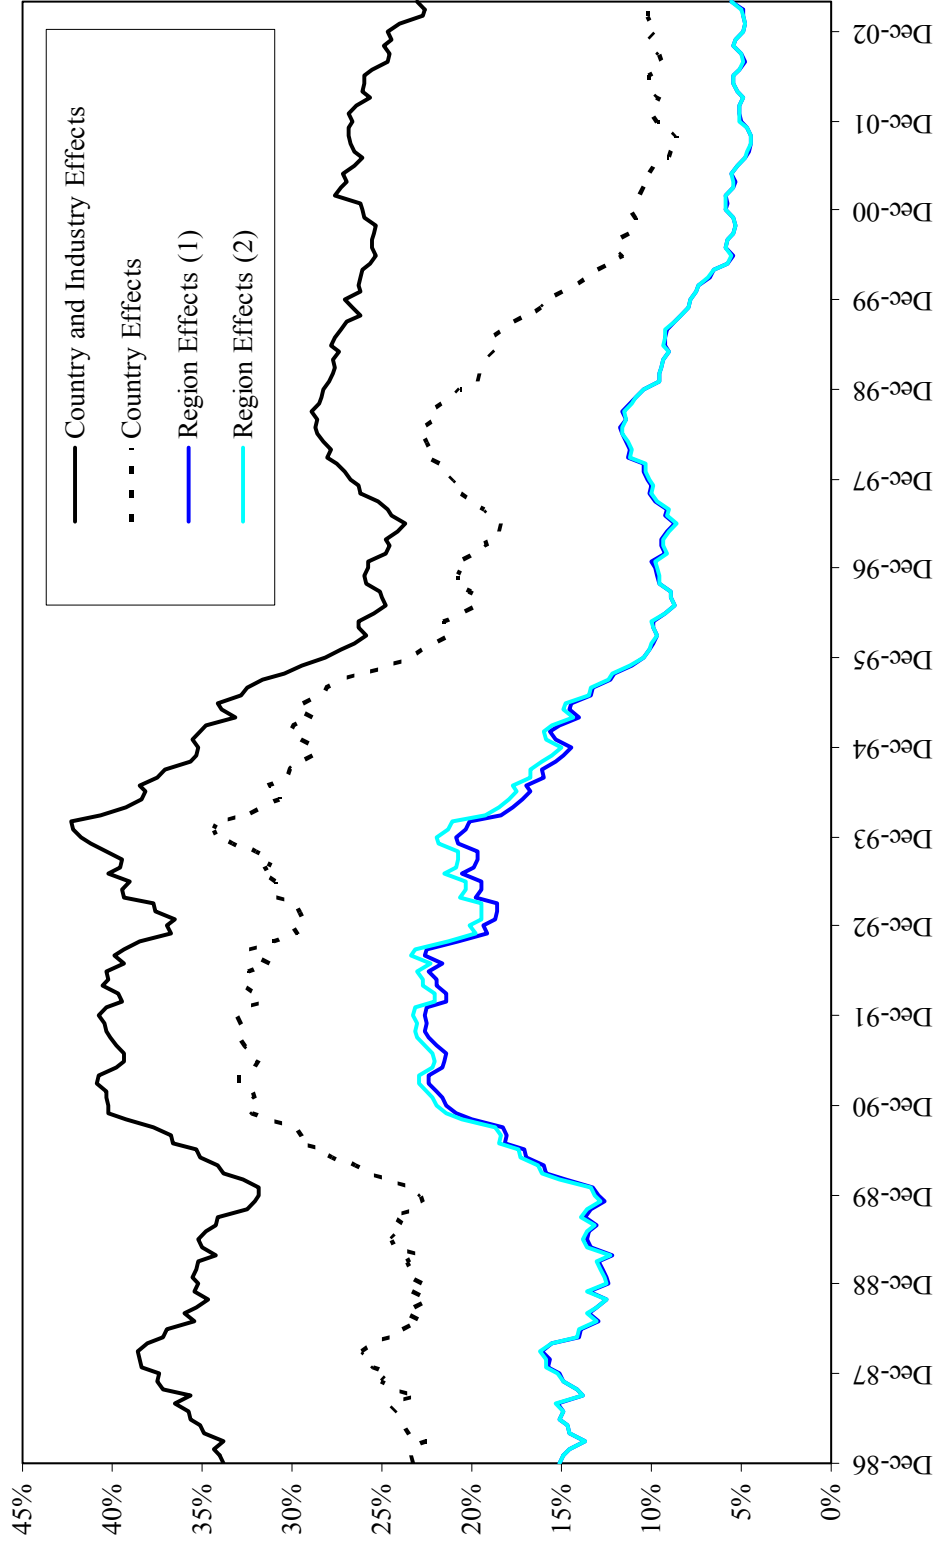 45%
40%
35%
30%
25%
20%
15%
10%
5%
0%
Dec-86
Dec-87
Dec-88
Dec-89
Dec-90
Dec-91
Dec-92
Dec-93
Dec-94
Dec-95
Dec-96
Dec-97
Dec-98
Dec-99
Dec-00
Dec-01
Dec-02
Country and Industry Effects
Country Effects
Region Effects (1)
Region Effects (2)